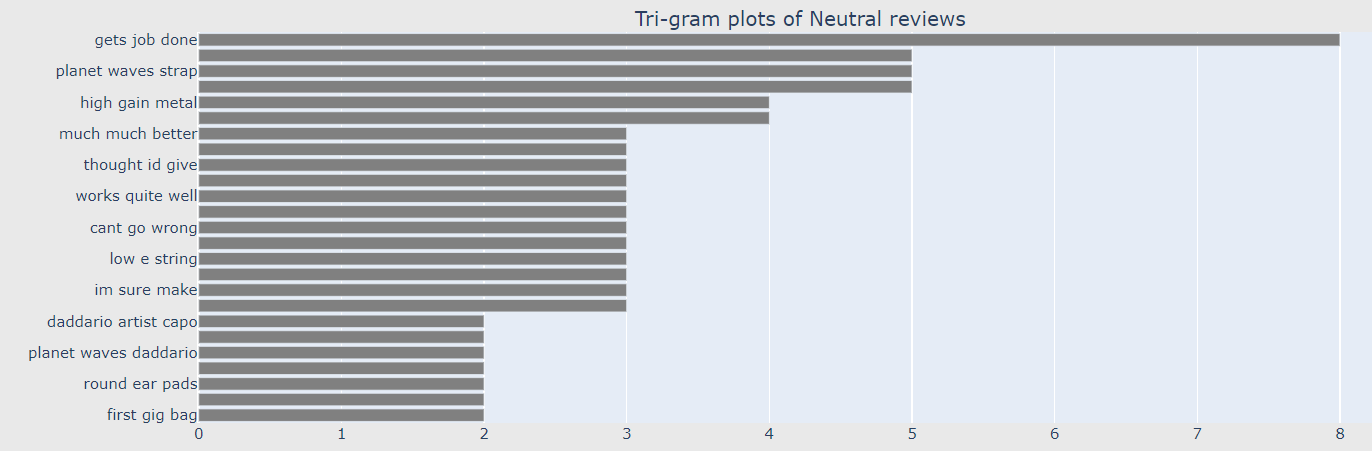 Tri-gram plots of Neutral reviews
gets job done
planet waves strap
high gain metal
much much better
thought id give
works quite well
cant go wrong
low e string
im sure make
daddario artist capo
planet waves daddario
round ear pads
first gig bag
0 1 2 3 4 5 6 7 8